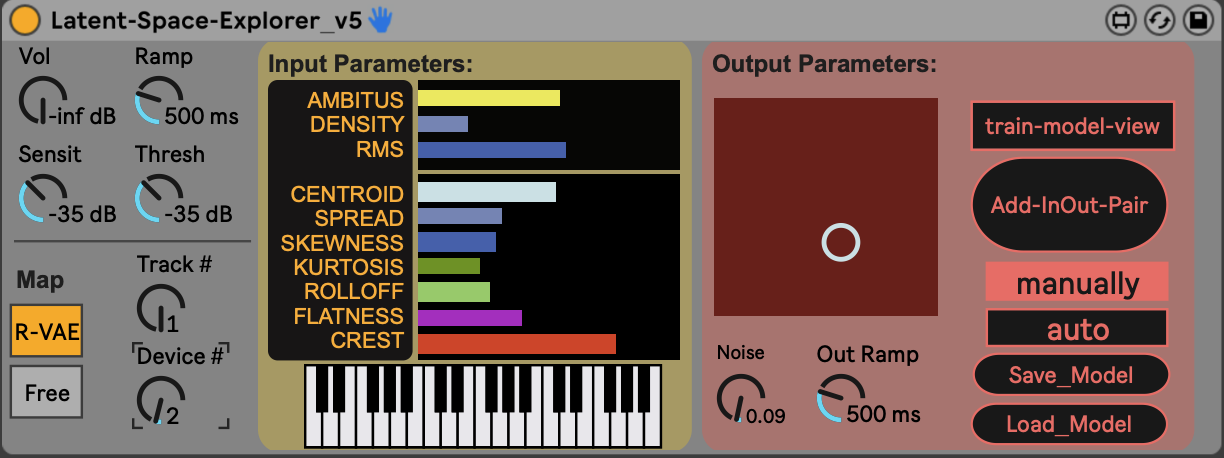 Latent-Space-Explorer_v5
Vol
Ramp
-inf dB
500 ms
Sensit
Thresh
-35 dB
-35 dB
Map
Track #
1
R-VAE
Device #
2
Free
Input Parameters:
AMBITUS
DENSITY
RMS
CENTROID
SPREAD
SKEWNESS
KURTOSIS
ROLLOFF
FLATNESS
CREST
Output Parameters:
Noise
Out Ramp
0.09
500 ms
train-model-view
Add-InOut-Pair
manually
auto
Save_Model
Load_Model